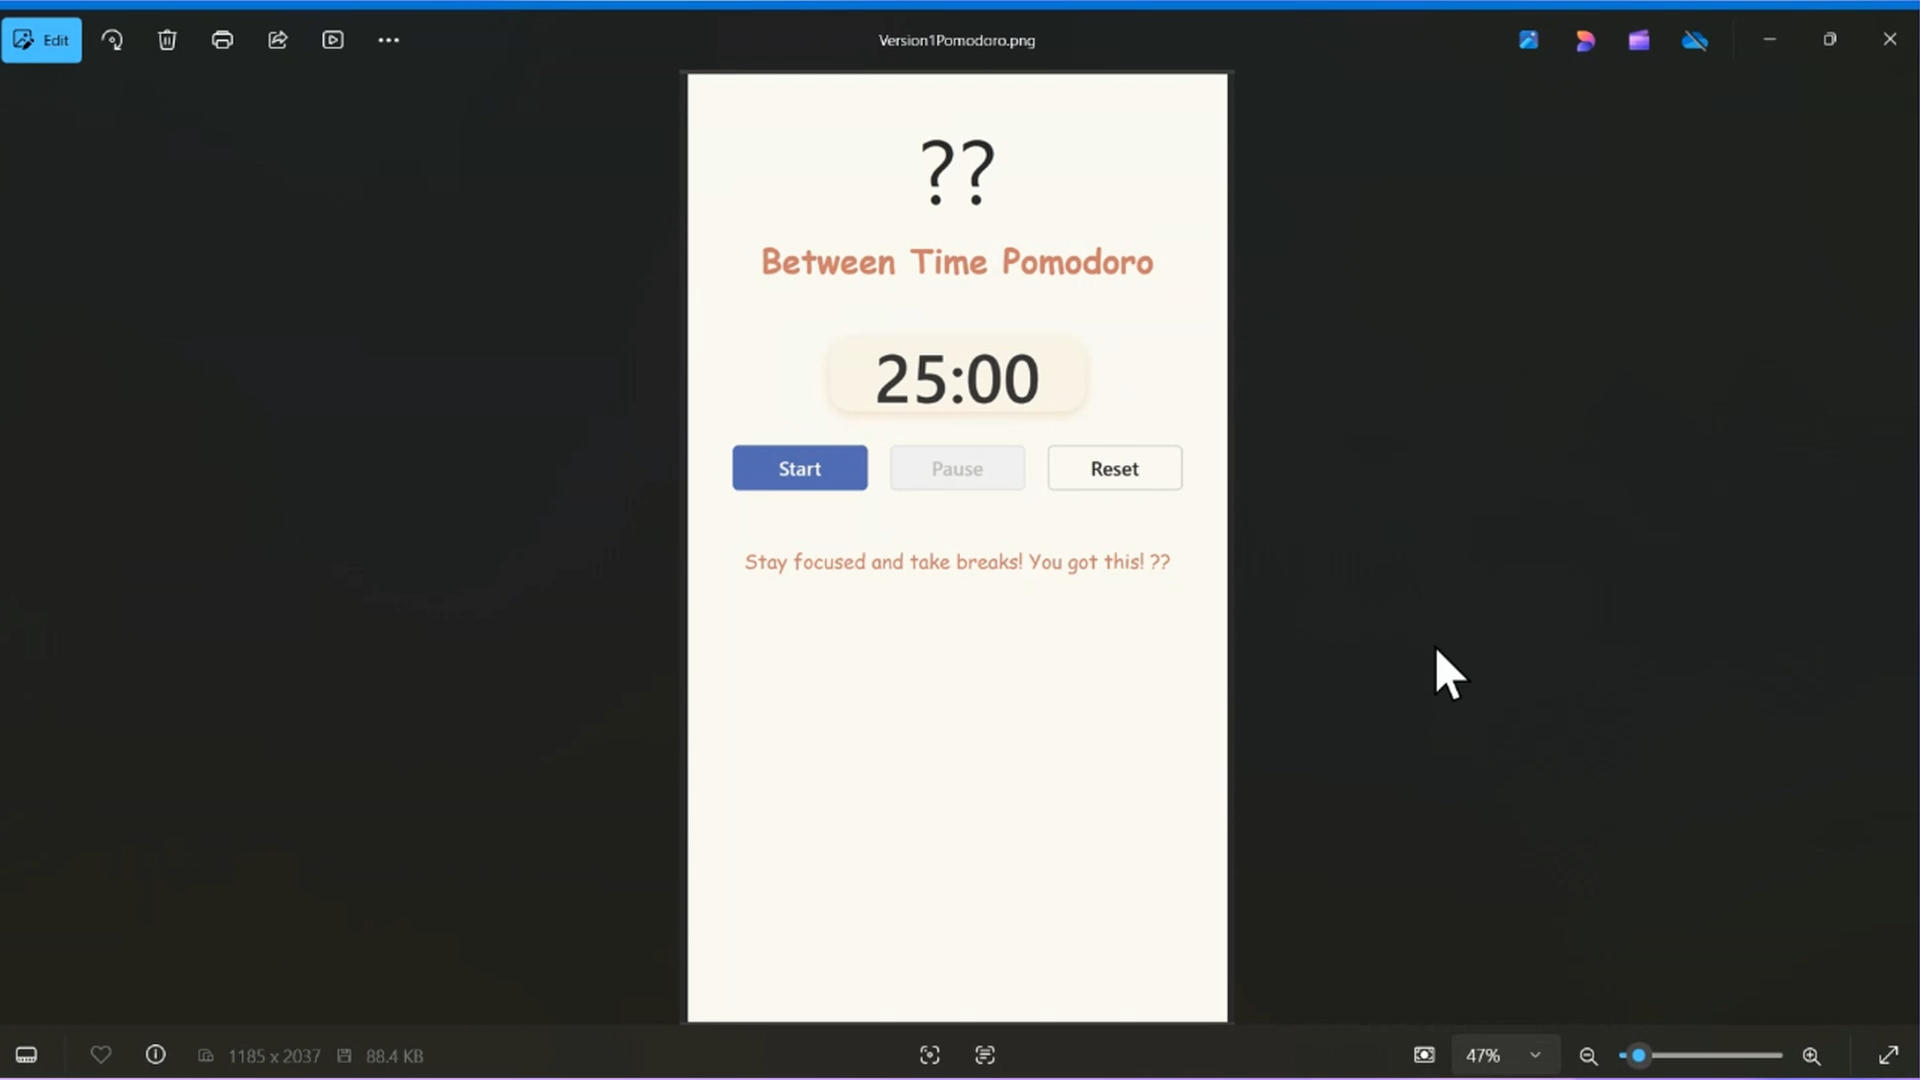 Edit
Version1Pomodoro.png
??
Between Time Pomodoro
25:00
Start Pause Reset
Stay focused and take breaks! You got this! ??
1185 x 2037 88.4 KB
47%